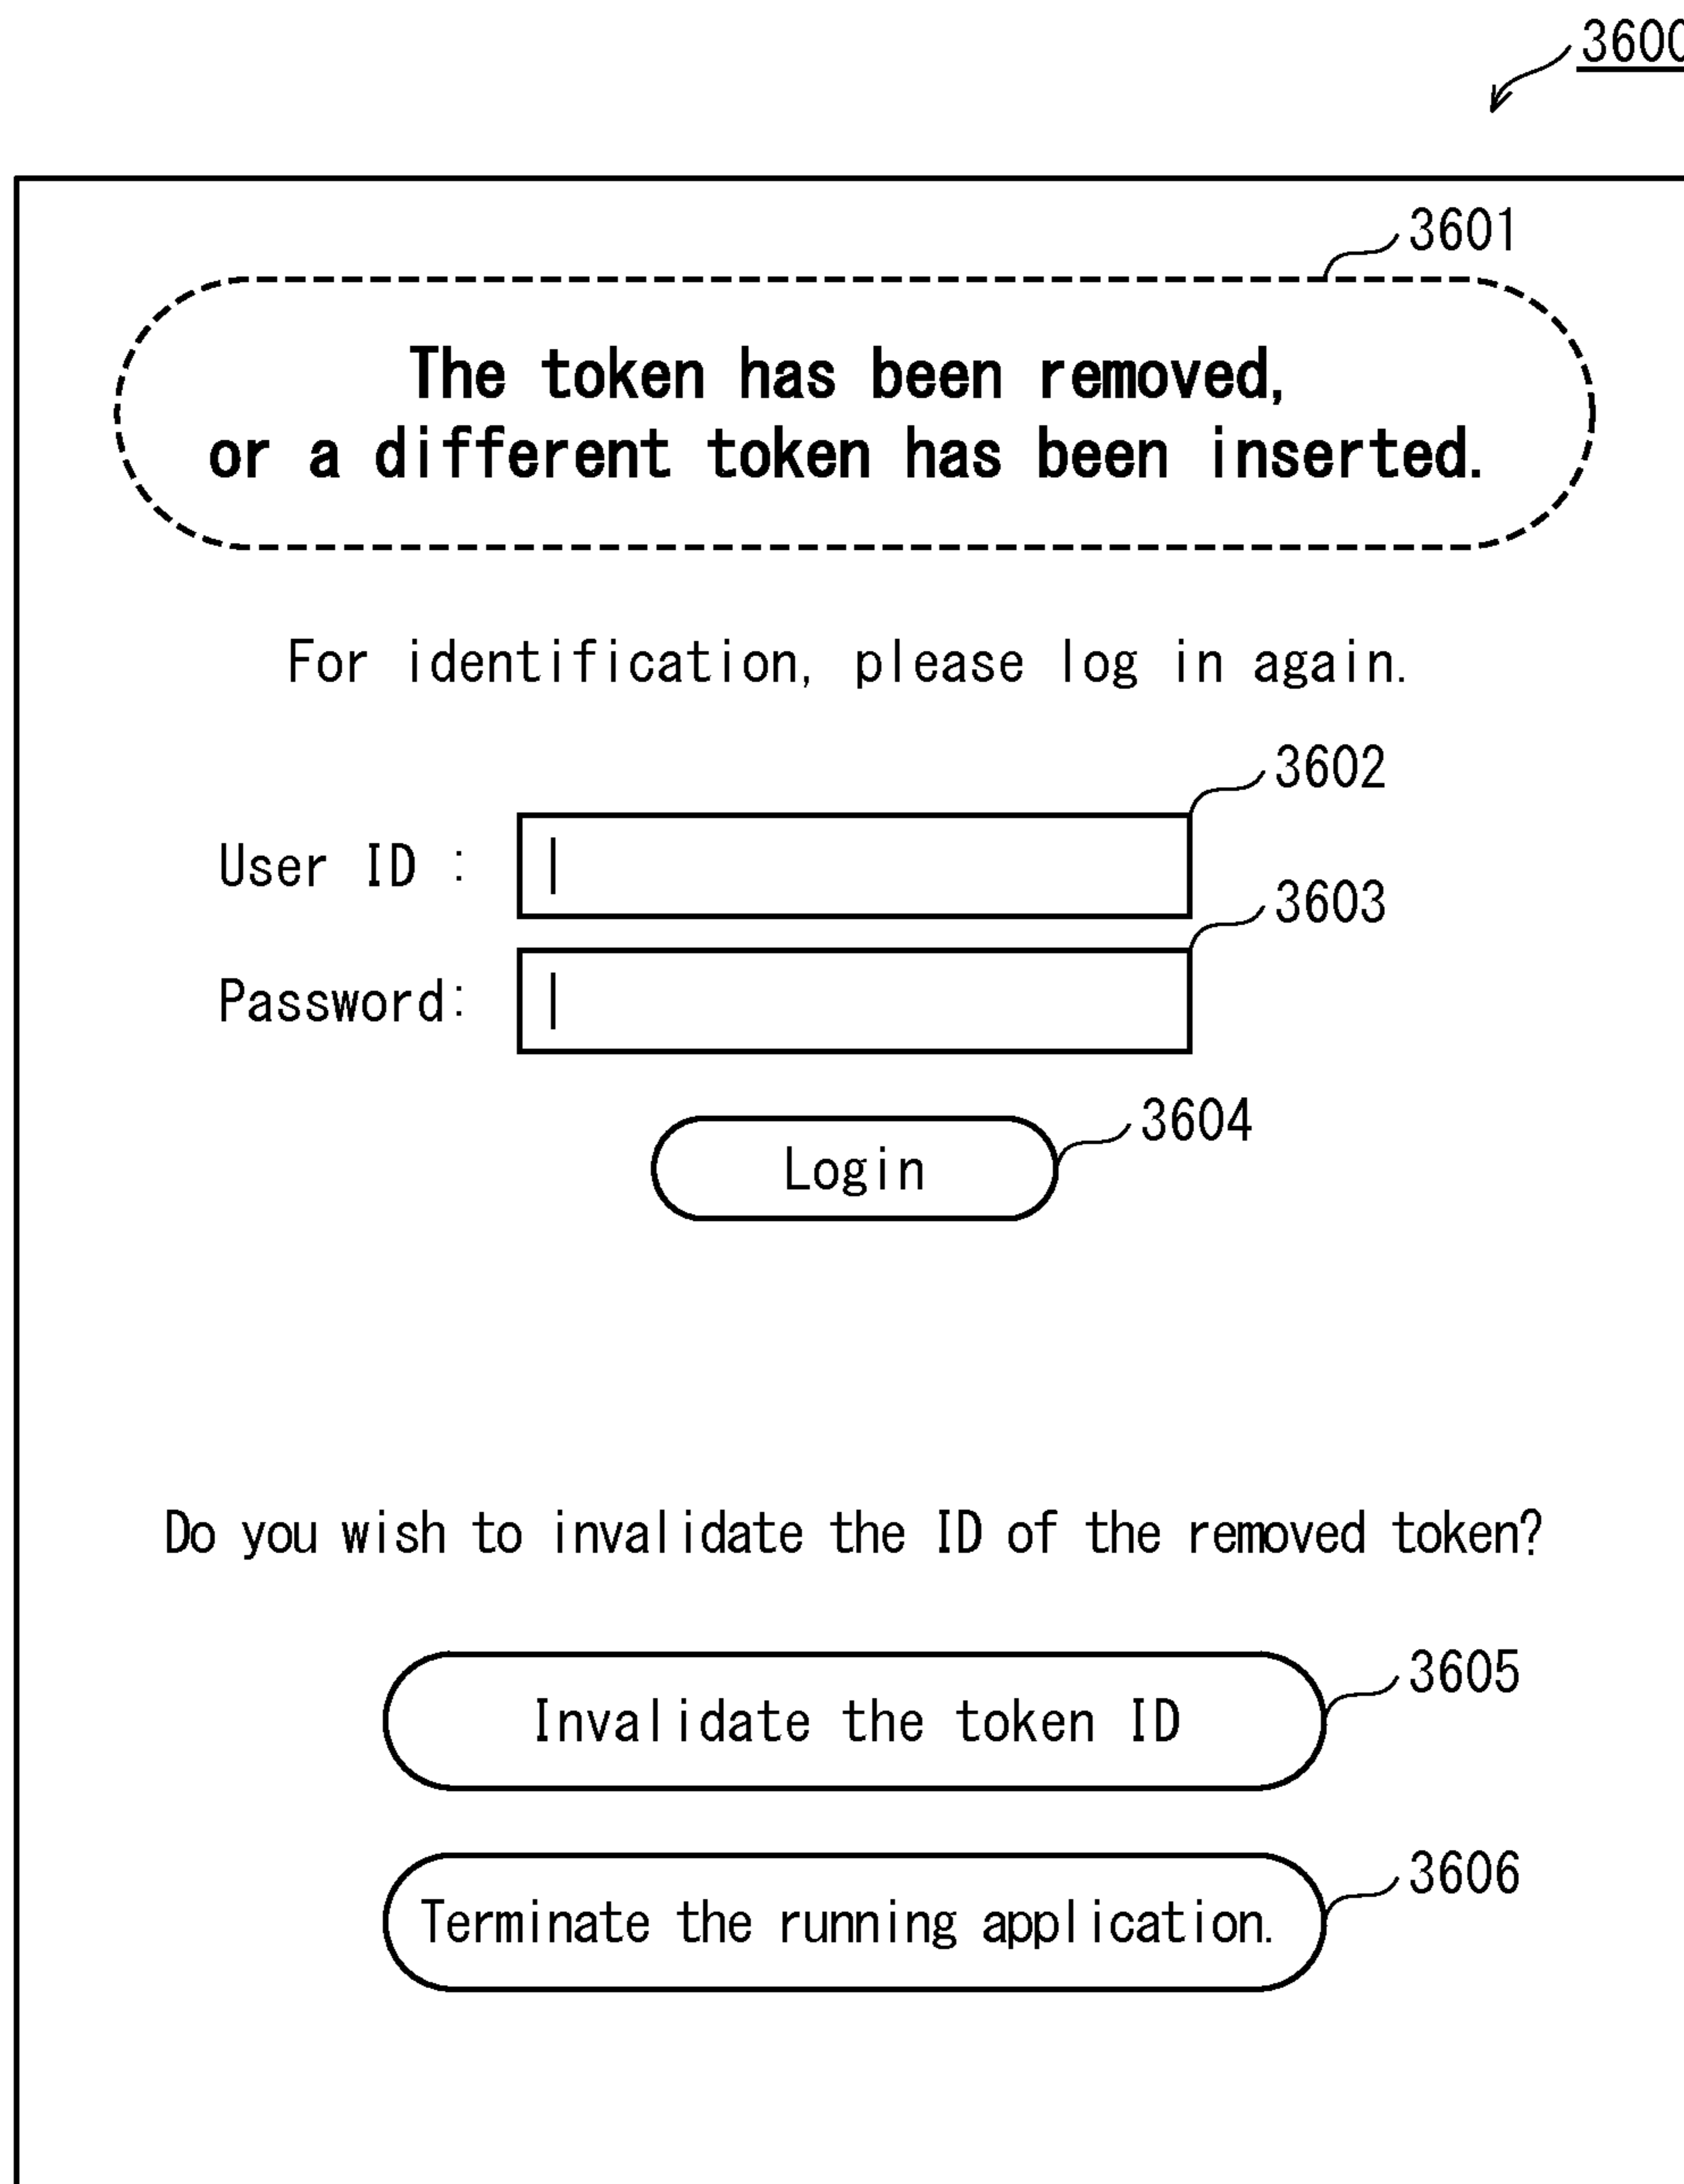 3600
3601
The token has been removed,
or a different token has been inserted.
For identification, please log in again.
3602
User ID :
3603
Password:
3604
Login
Do you wish to invalidate the ID of the removed token?
3605
Invalidate the token ID
3606
Terminate the running application.